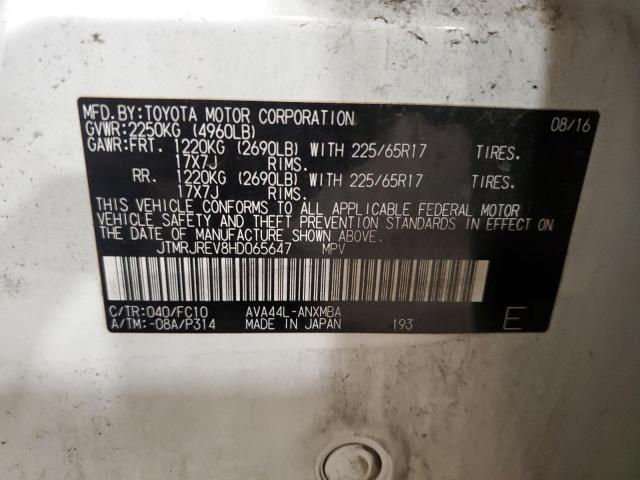 MFD.BY:TOYOTA MOTOR CORPORATION 08/16
GVWR:2250KG (4960LB)
GAWR:FRT. 1220KG (2690LB) WITH 225/65R17 TIRES.
17X7J RIMS.
RR. 1220KG (2690LB) WITH 225/65R17 TIRES.
17X7J RIMS.
THIS VEHICLE CONFORMS TO ALL APPLICABLE FEDERAL MOTOR
VEHICLE SAFETY AND THEFT PREVENTION STANDARDS IN EFFECT ON
THE DATE OF MANUFACTURE SHOWN ABOVE.
JTMRJREV8HD065647 MPV
C/TR:040/FC10 AVA44L-ANXMBA
A/TM:-08A/P314 MADE IN JAPAN 193 E